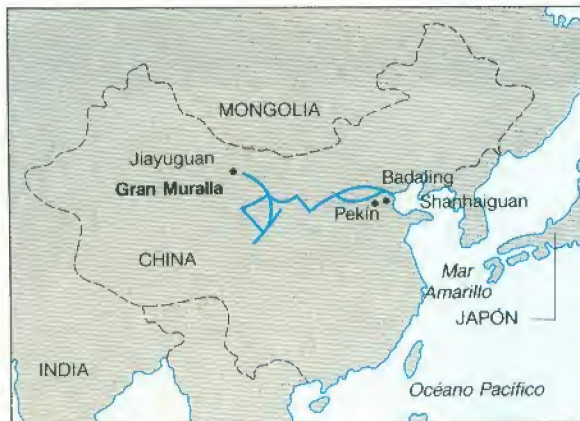 MONGOLIA
Jiayuguan
Gran Muralla
Badaling
Pekín
Shanhaiguan
CHINA
Mar
Amarillo
JAPÓN
INDIA
Océano Pacífico